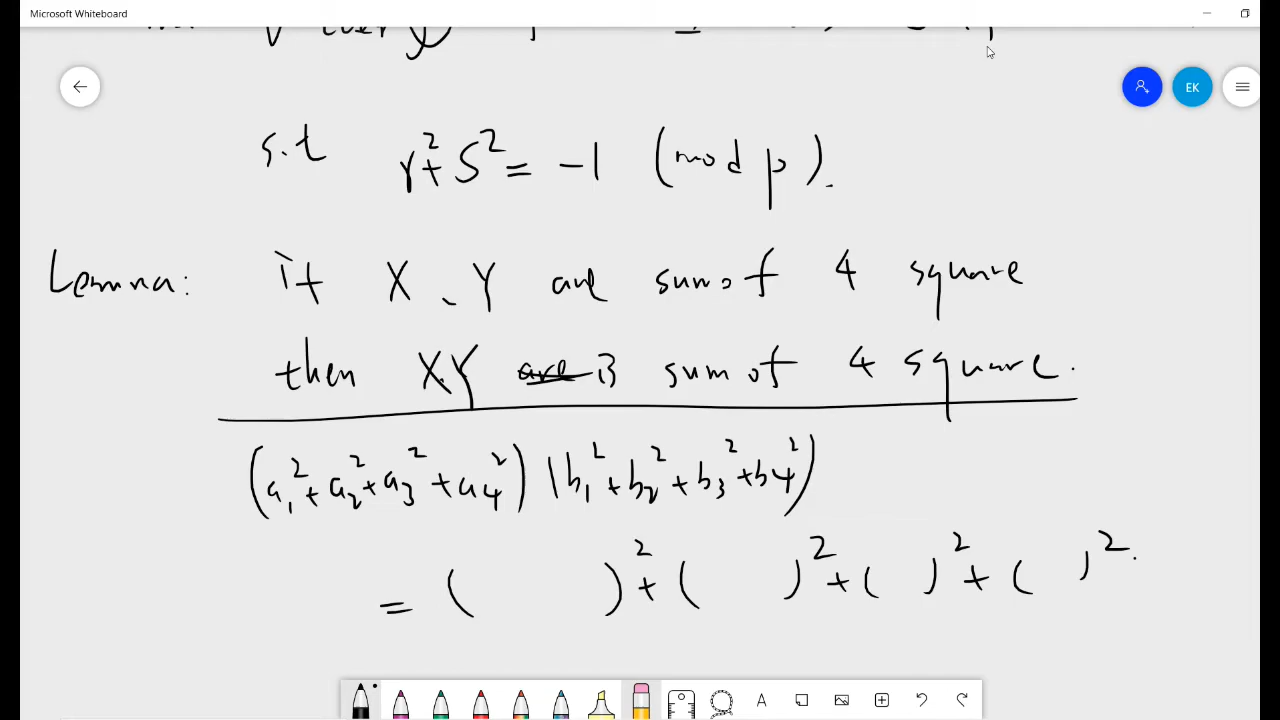 Microsoft Whiteboard
EK
s.t r²+S² = -1 (mod p).
Lemma: if X、Y are sum of 4 square
then X.Y is sum of 4 square.
(a₁²+a₂²+a₃²+a₄²)(b₁²+b₂²+b₃²+b4²)
= ( )²+( )²+( )²+( )².
A